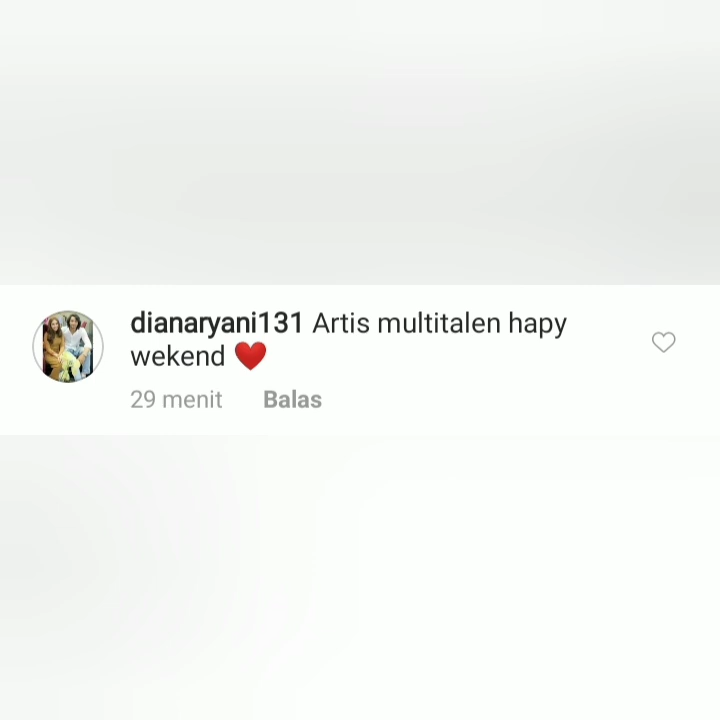 dianaryani131 Artis multitalen hapy
wekend ❤️
29 menit Balas